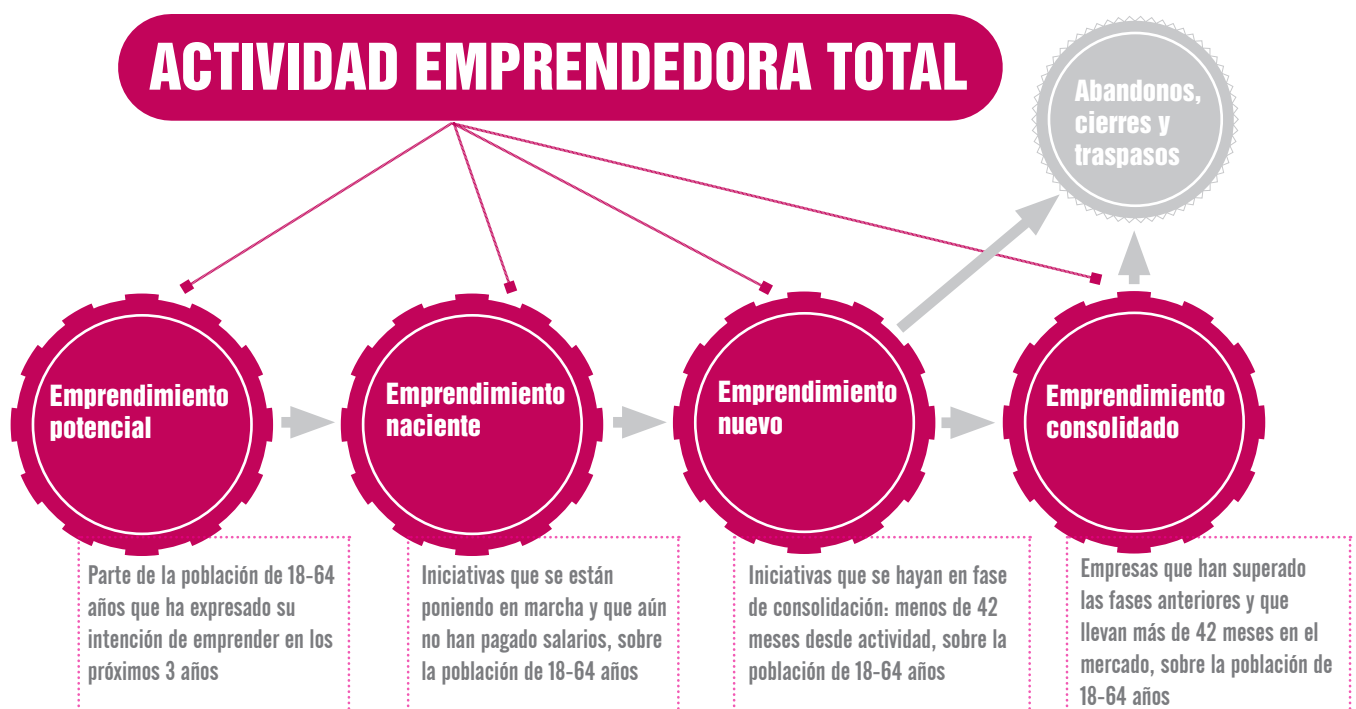 ACTIVIDAD EMPRENDEDORA TOTAL
Abandonos,
cierres y
traspasos
Emprendimiento
potencial
Emprendimiento
naciente
Emprendimiento
nuevo
Emprendimiento
consolidado
Parte de la población de 18-64
años que ha expresado su
intención de emprender en los
próximos 3 años
Iniciativas que se están
poniendo en marcha y que aún
no han pagado salarios, sobre
la población de 18-64 años
Iniciativas que se hayan en fase
de consolidación: menos de 42
meses desde actividad, sobre la
población de 18-64 años
Empresas que han superado
las fases anteriores y que
llevan más de 42 meses en el
mercado, sobre la población de
18-64 años